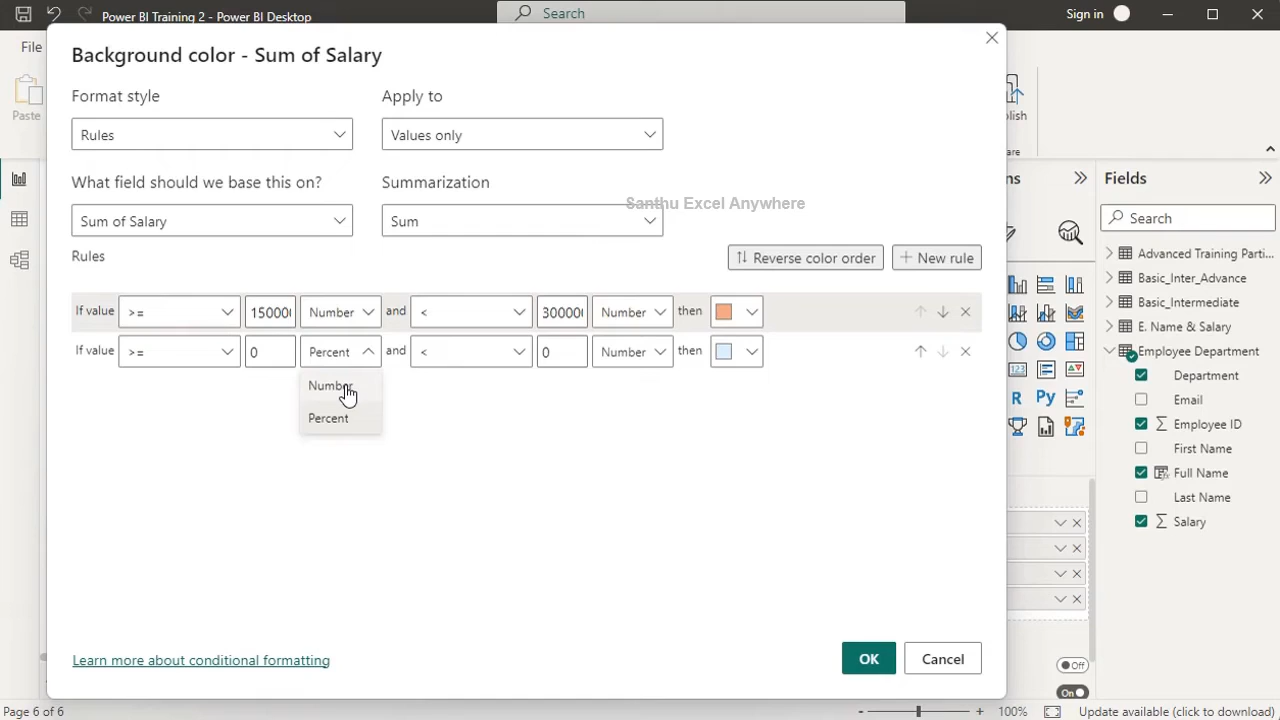 Power BI Training 2 - Power BI Desktop
Search
Sign in
File
Background color - Sum of Salary
Format style
Apply to
Paste
Rules
Values only
What field should we base this on?
Summarization
Fields
Santhu Excel Anywhere
Sum of Salary
Sum
Search
Rules
Reverse color order
New rule
Advanced Training Parti...
Basic_Inter_Advance
Basic_Intermediate
If value >= Number and < Number then
E. Name & Salary
If value >= 0 Percent and < 0 Number then
Employee Department
Number
Percent
Department
Email
Employee ID
First Name
Full Name
Last Name
Salary
Learn more about conditional formatting
OK
Cancel
Off
On
Page 6 of 6
- + 100%
Update available (click to download)